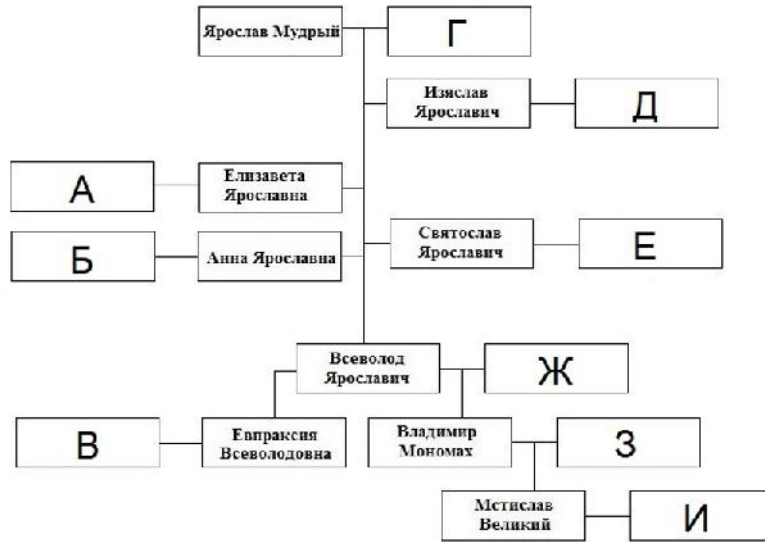 Ярослав Мудрый
Г
Изяслав
Ярославич
Д
А
Елизавета
Ярославна
Святослав
Ярославич
Е
Б
Анна Ярославна
Всеволод
Ярославич
Ж
В
Евпраксия
Всеволодовна
Владимир
Мономах
З
Мстислав
Великий
И